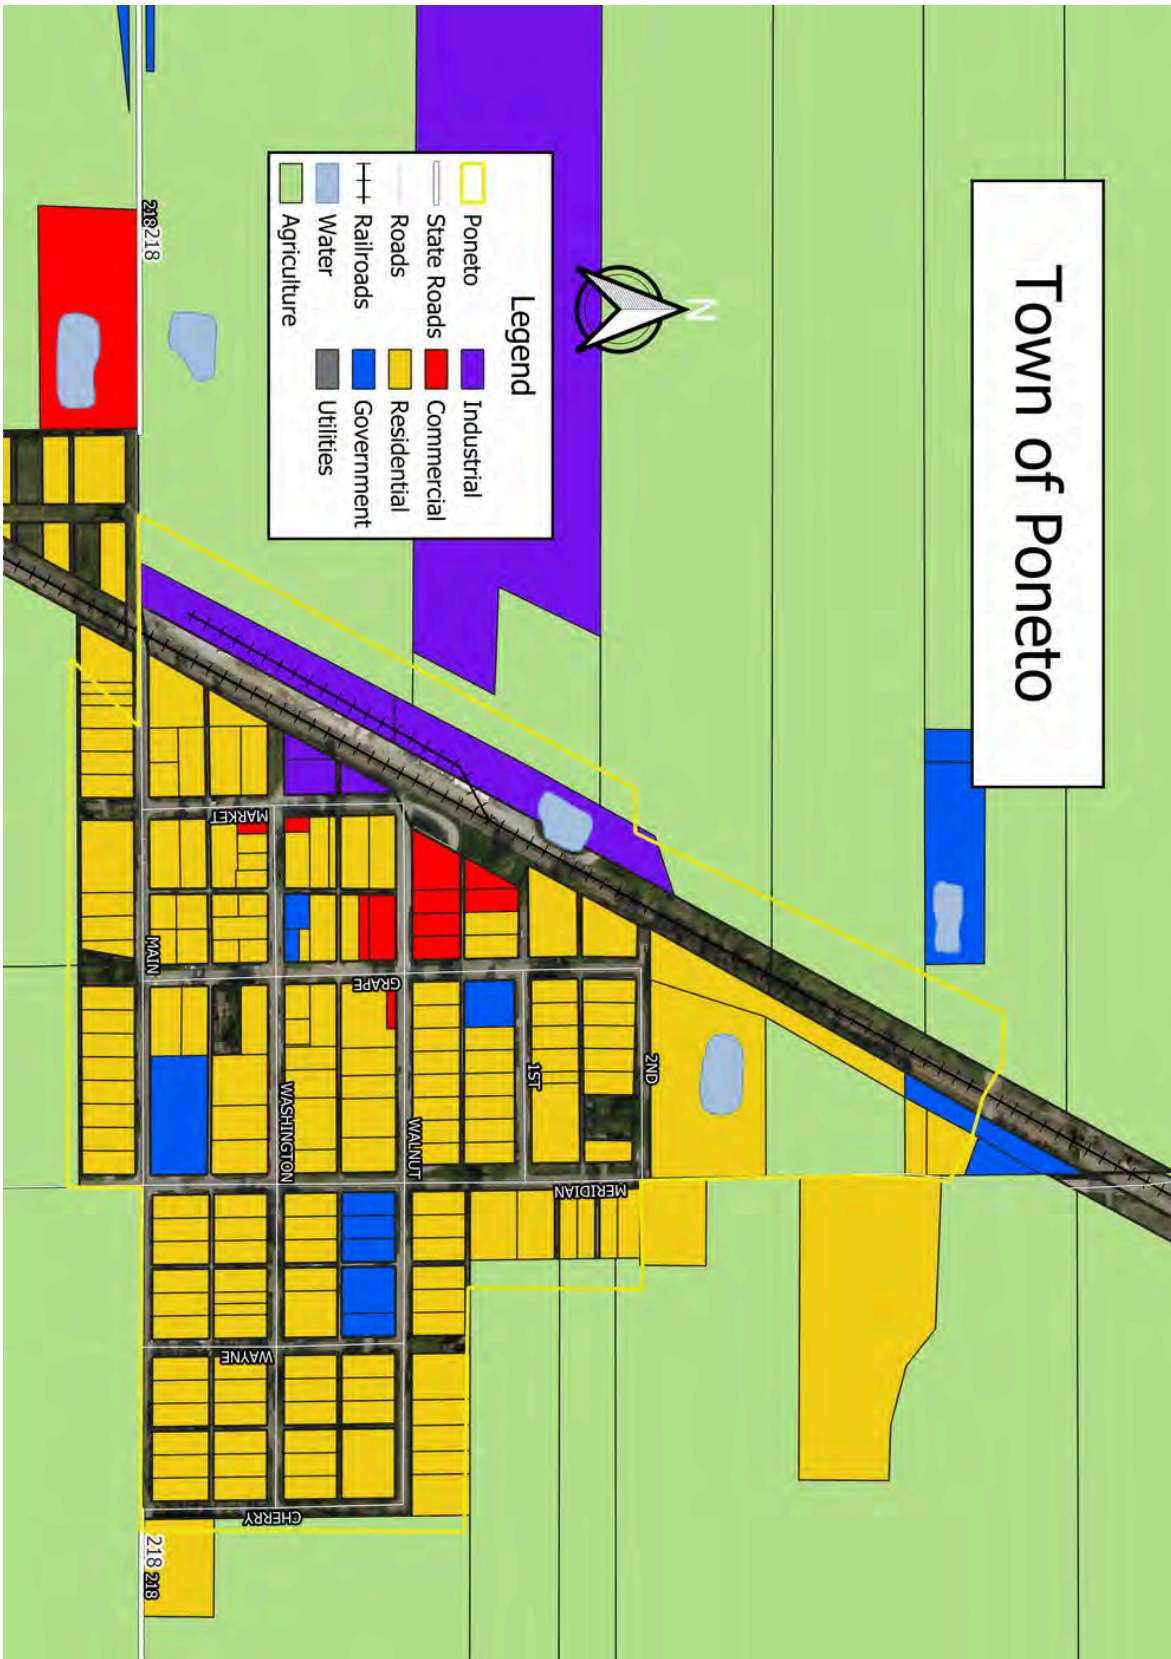 Town of Poneto
N
Legend
Poneto
State Roads
Roads
Railroads
Water
Agriculture
Industrial
Commercial
Residential
Government
Utilities
218 218
2ND
1ST
WALNUT
WASHINGTON
MAIN
MARKET
GRAPE
MERIDIAN
WAYNE
CHERRY
218 218